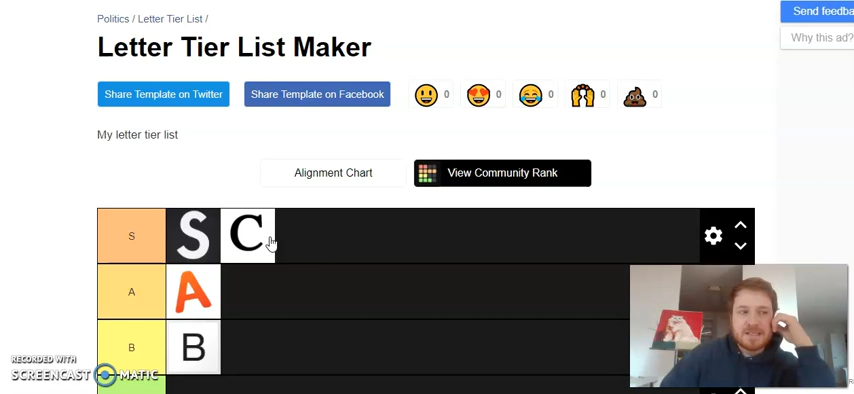 Politics / Letter Tier List /
Send feedba
Letter Tier List Maker
Why this ad?
Share Template on Twitter
Share Template on Facebook
0
0
0
0
0
My letter tier list
Alignment Chart
View Community Rank
S
S
C
A
A
B
B
RECORDED WITH
SCREENCAST MATIC